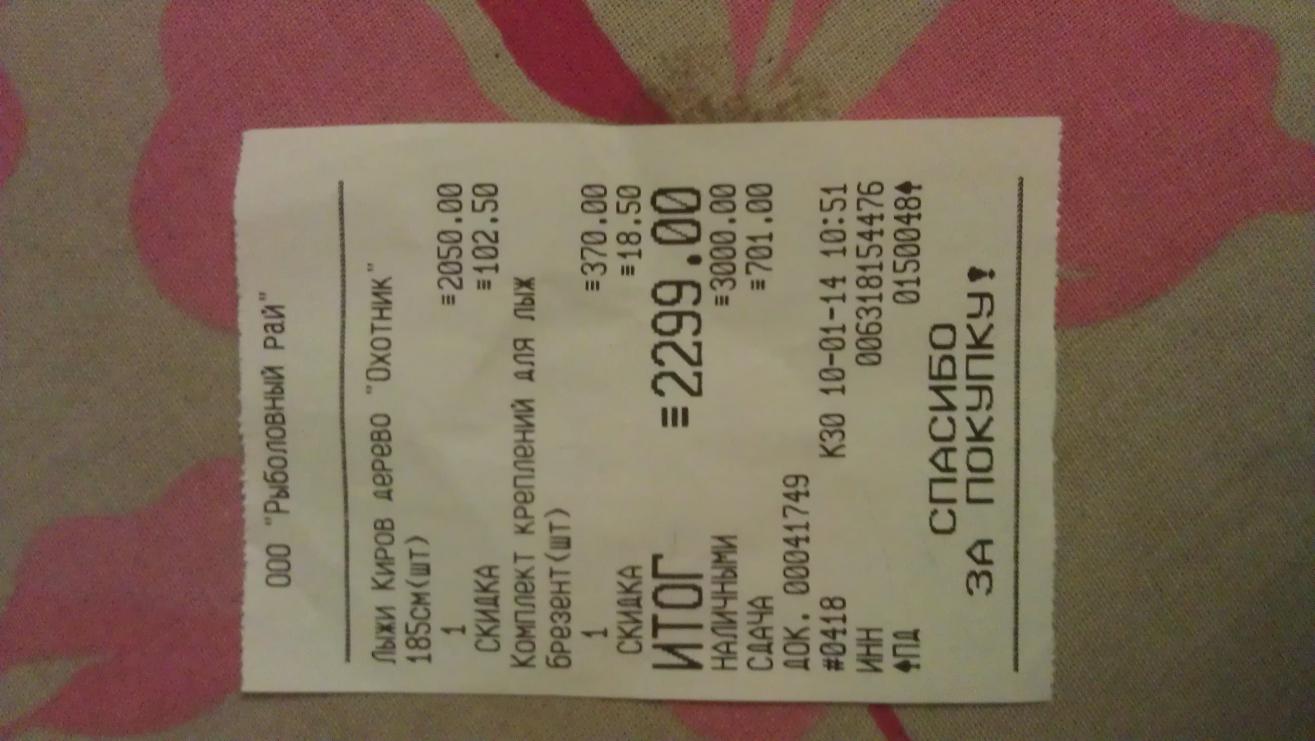 ООО "Рыболовный рай"
Лыжи Киров дерево "Охотник"
185см(шт)
1 ≡2050.00
СКИДКА ≡102.50
Комплект креплений для лыж
брезент(шт)
1 ≡370.00
СКИДКА ≡18.50
ИТОГ ≡2299.00
НАЛИЧНЫМИ ≡3000.00
СДАЧА ≡701.00
ДОК. 00041749
#0418 К30 10-01-14 10:51
ИНН 006318154476
ПД 0150048
СПАСИБО
ЗА ПОКУПКУ!